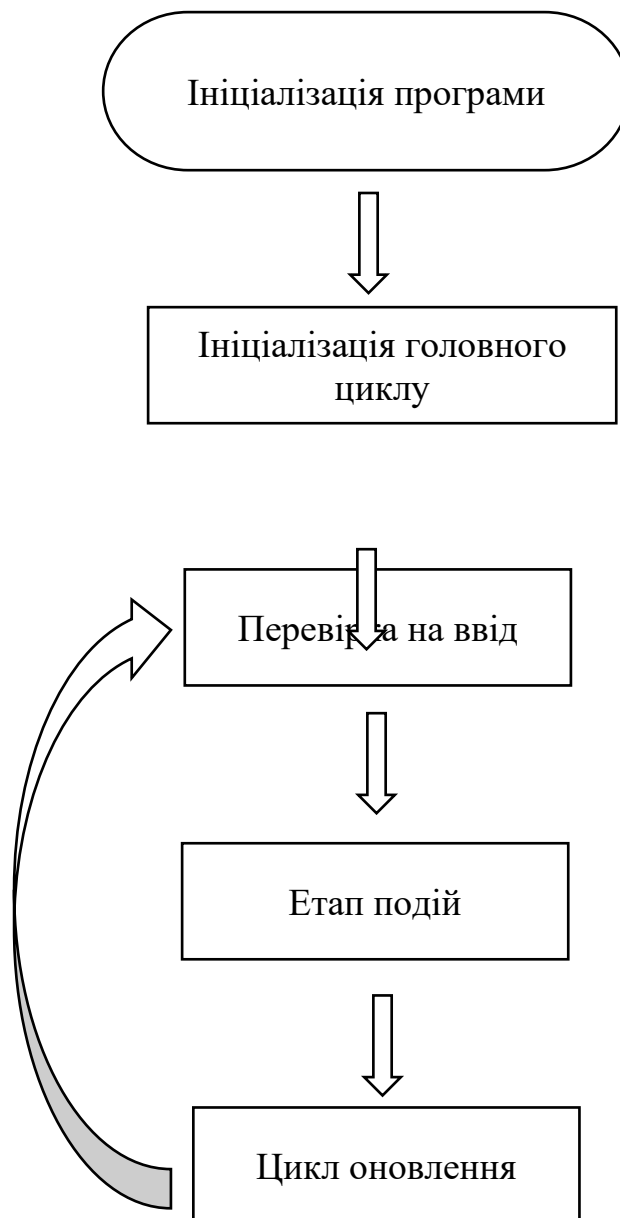 Ініціалізація програми
Ініціалізація головного
циклу
Перевірка на ввід
Етап подій
Цикл оновлення